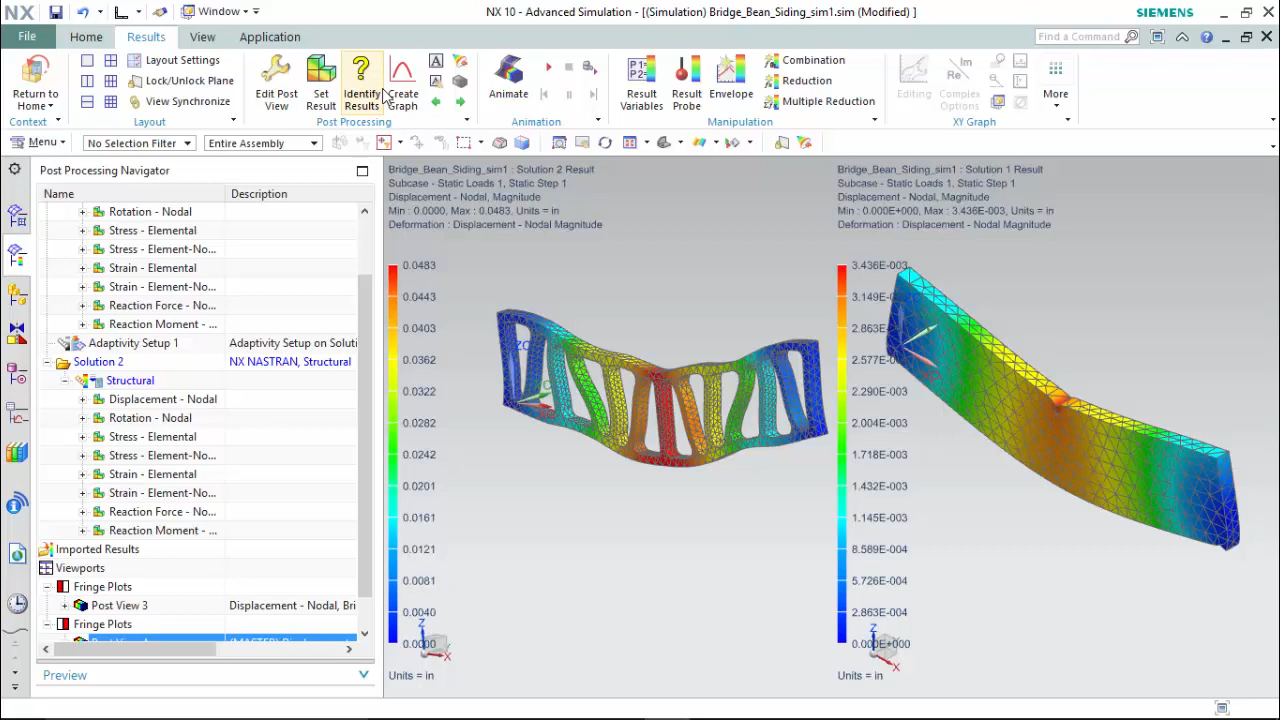 NX
Window
NX 10 - Advanced Simulation - [(Simulation) Bridge_Bean_Siding_sim1.sim (Modified) ]
SIEMENS
File
Home
Results
View
Application
Find a Command
Return to Home
Context
Layout Settings
Lock/Unlock Plane
View Synchronize
Layout
Edit Post View
Set Result
Identify Results
Create Graph
Post Processing
Animate
Animation
Result Variables
Result Probe
Envelope
Combination
Reduction
Multiple Reduction
Manipulation
Editing
Complex Options
XY Graph
More
Menu
No Selection Filter
Entire Assembly
Post Processing Navigator
Name
Description
Rotation - Nodal
Stress - Elemental
Stress - Element-No...
Strain - Elemental
Strain - Element-No...
Reaction Force - No...
Reaction Moment - ...
Adaptivity Setup 1
Adaptivity Setup on Solution
Solution 2
NX NASTRAN, Structural
Structural
Displacement - Nodal
Rotation - Nodal
Stress - Elemental
Stress - Element-No...
Strain - Elemental
Strain - Element-No...
Reaction Force - No...
Reaction Moment - ...
Imported Results
Viewports
Fringe Plots
Post View 3
Displacement - Nodal, Bri
Fringe Plots
Preview
Bridge_Bean_Siding_sim1 : Solution 2 Result
Subcase - Static Loads 1, Static Step 1
Displacement - Nodal, Magnitude
Min : 0.0000, Max : 0.0483, Units = in
Deformation : Displacement - Nodal Magnitude
0.0483
0.0443
0.0403
0.0362
0.0322
0.0282
0.0242
0.0201
0.0161
0.0121
0.0081
0.0040
0.0000
Units = in
Z
X
Bridge_Bean_Siding_sim1 : Solution 1 Result
Subcase - Static Loads 1, Static Step 1
Displacement - Nodal, Magnitude
Min : 0.000E+000, Max : 3.436E-003, Units = in
Deformation : Displacement - Nodal Magnitude
3.436E-003
3.149E-003
2.863E-003
2.577E-003
2.290E-003
2.004E-003
1.718E-003
1.432E-003
1.145E-003
8.589E-004
5.726E-004
2.863E-004
0.000E+000
Units = in
Z
X